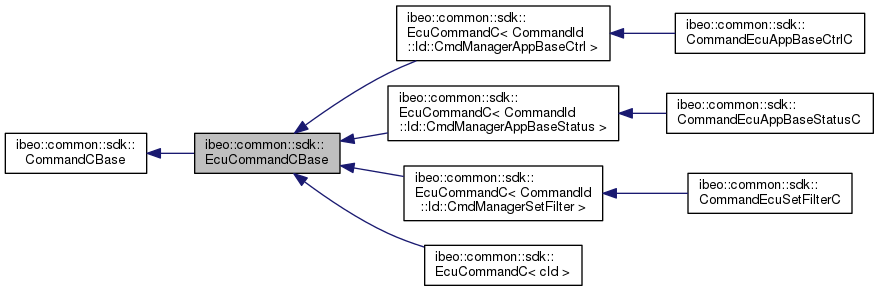 ibeo::common::sdk::
CommandCBase
ibeo::common::sdk::
EcuCommandCBase
ibeo::common::sdk::
EcuCommandC< CommandId
::Id::CmdManagerAppBaseCtrl >
ibeo::common::sdk::
CommandEcuAppBaseCtrlC
ibeo::common::sdk::
EcuCommandC< CommandId
::Id::CmdManagerAppBaseStatus >
ibeo::common::sdk::
CommandEcuAppBaseStatusC
ibeo::common::sdk::
EcuCommandC< CommandId
::Id::CmdManagerSetFilter >
ibeo::common::sdk::
CommandEcuSetFilterC
ibeo::common::sdk::
EcuCommandC< cId >